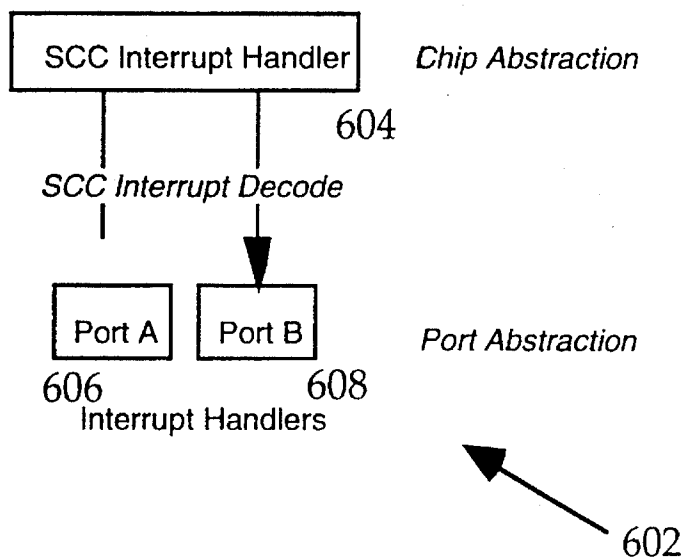 SCC Interrupt Handler
Chip Abstraction
604
SCC Interrupt Decode
Port A
Port B
Port Abstraction
606
608
Interrupt Handlers
602